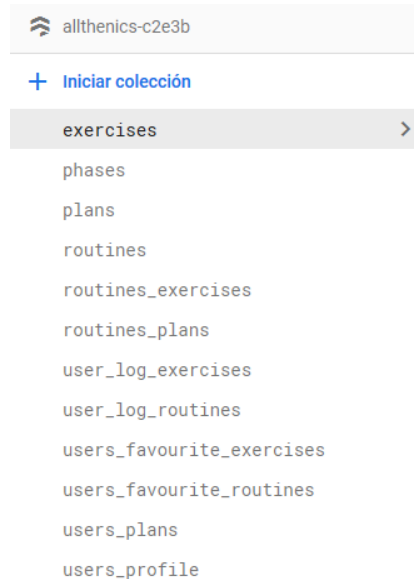 allthenics-c2e3b
Iniciar colección
exercises
phases
plans
routines
routines_exercises
routines_plans
user_log_exercises
user_log_routines
users_favourite_exercises
users_favourite_routines
users_plans
users_profile